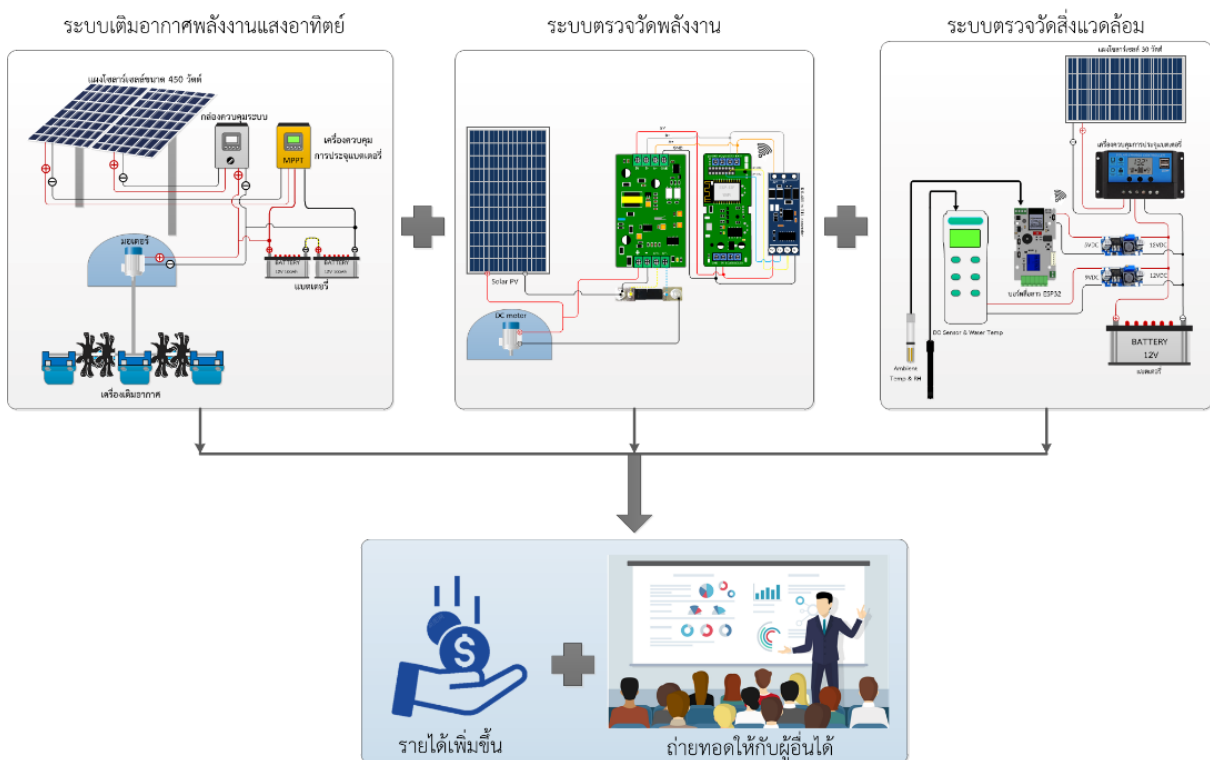 ระบบเติมอากาศพลังงานแสงอาทิตย์
ระบบตรวจวัดพลังงาน
ระบบตรวจวัดสิ่งแวดล้อม
แผงโซลาร์เซลล์ขนาด 450 วัตต์
กล่องควบคุมระบบ
เครื่องควบคุม
การประจุแบตเตอรี่
MPPT
มอเตอร์
BATTERY
12V 100Ah
BATTERY
12V 100Ah
แบตเตอรี่
เครื่องเติมอากาศ
Solar PV
DC motor
แผงโซลาร์เซลล์ 30 วัตต์
เครื่องควบคุมการประจุแบตเตอรี่
12VDC
9VDC
12VDC
บอร์ดสื่อสาร ESP32
DO Sensor & Water Temp
Ambient
Temp & RH
BATTERY
12V
แบตเตอรี่
รายได้เพิ่มขึ้น
ถ่ายทอดให้กับผู้อื่นได้